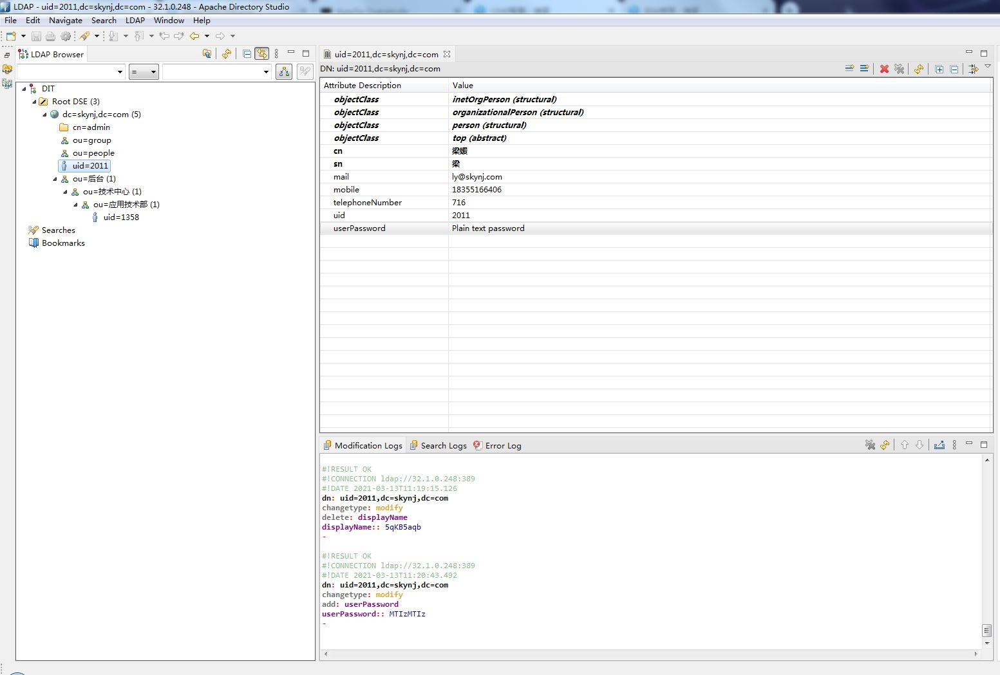 LDAP - uid=2011,dc=skynj,dc=com - 32.1.0.248 - Apache Directory Studio
File Edit Navigate Search LDAP Window Help
LDAP Browser
=
DIT
Root DSE (3)
dc=skynj,dc=com (5)
cn=admin
ou=group
ou=people
uid=2011
ou=后台 (1)
ou=技术中心 (1)
ou=应用技术部 (1)
uid=1358
Searches
Bookmarks
uid=2011,dc=skynj,dc=com
DN: uid=2011,dc=skynj,dc=com
Attribute Description Value
objectClass inetOrgPerson (structural)
objectClass organizationalPerson (structural)
objectClass person (structural)
objectClass top (abstract)
cn 梁媛
sn 梁
mail ly@skynj.com
mobile 18355166406
telephoneNumber 716
uid 2011
userPassword Plain text password
Modification Logs Search Logs Error Log
#!RESULT OK
#!CONNECTION ldap://32.1.0.248:389
#!DATE 2021-03-13T11:19:15.126
dn: uid=2011,dc=skynj,dc=com
changetype: modify
delete: displayName
displayName:: 5qKB5aqb
-
#!RESULT OK
#!CONNECTION ldap://32.1.0.248:389
#!DATE 2021-03-13T11:20:43.492
dn: uid=2011,dc=skynj,dc=com
changetype: modify
add: userPassword
userPassword:: MTIzMTIz
-